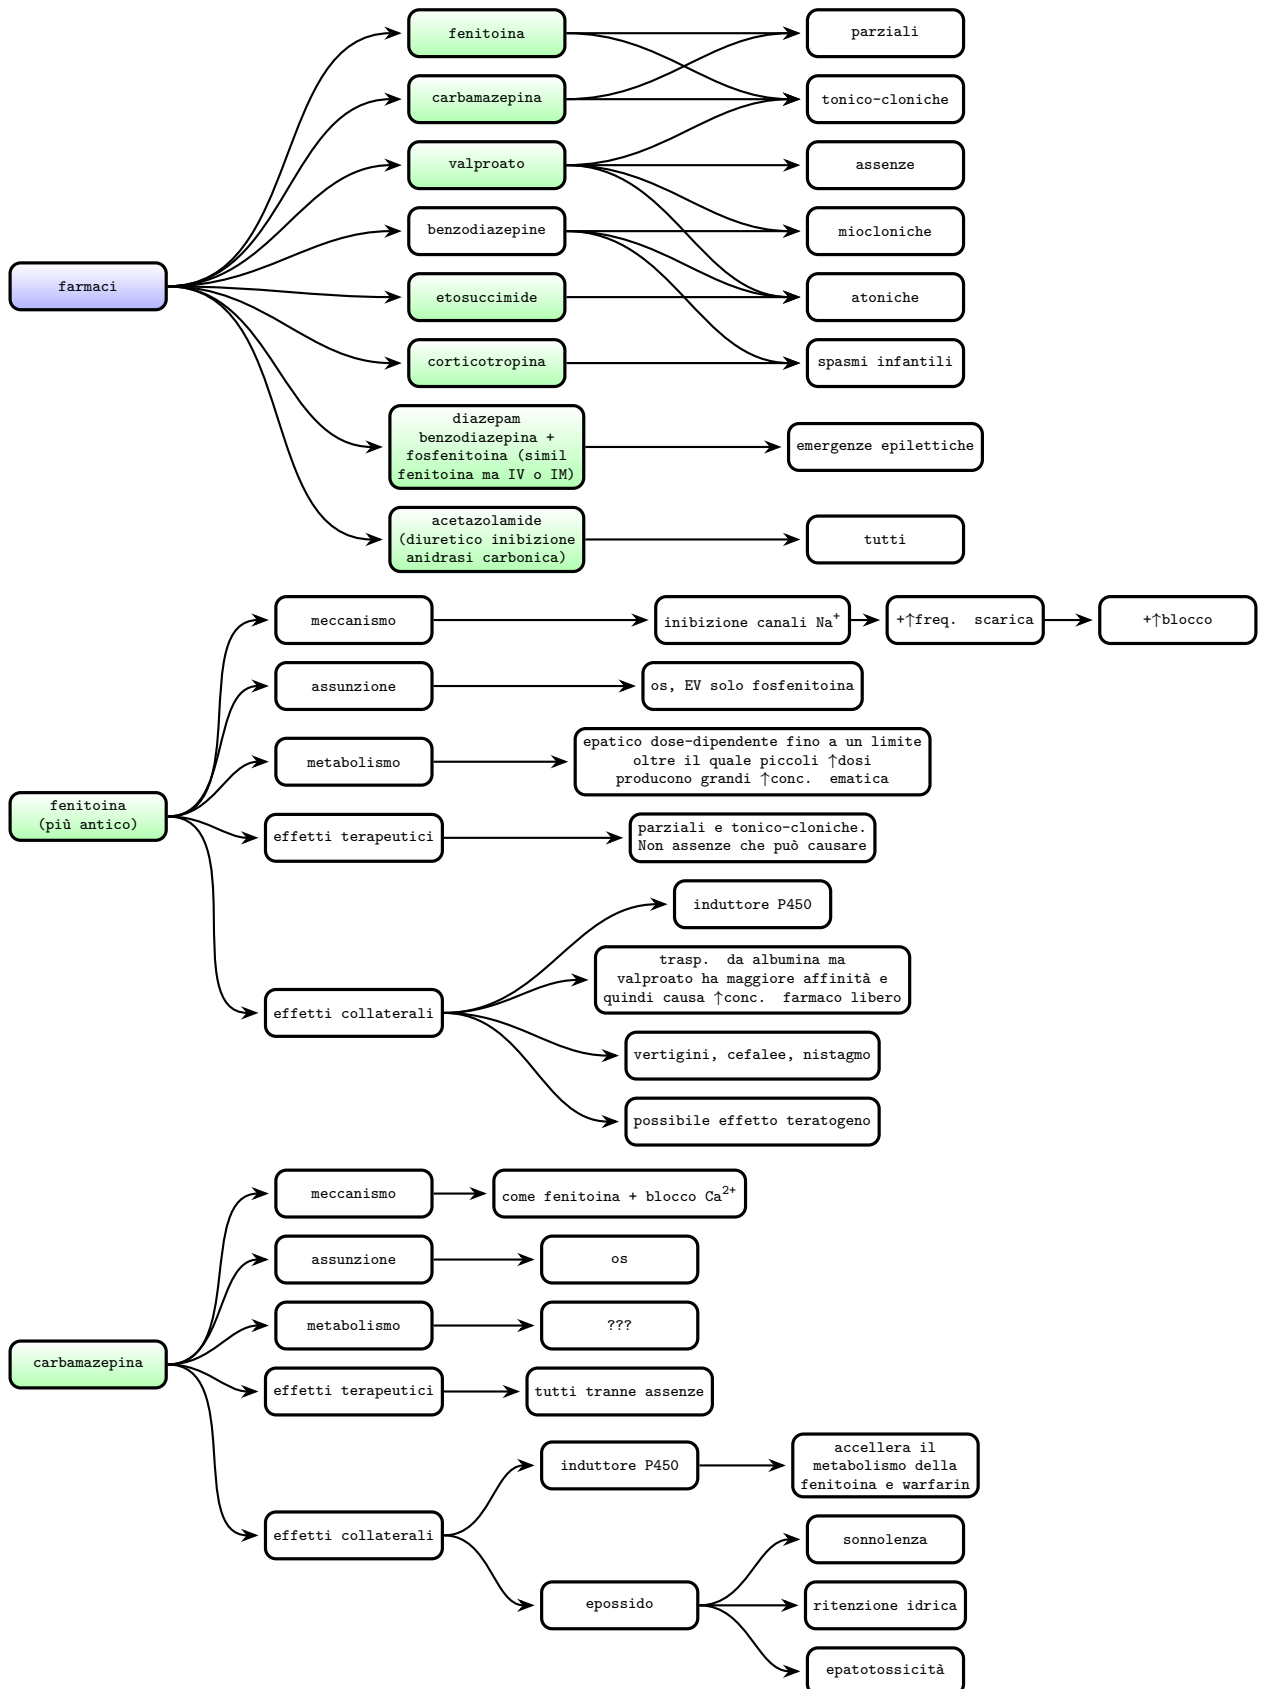 farmaci
fenitoina
carbamazepina
valproato
benzodiazepine
etosuccimide
corticotropina
diazepam
benzodiazepina +
fosfenitoina (simil
fenitoina ma IV o IM)
acetazolamide
(diuretico inibizione
anidrasi carbonica)
parziali
tonico-cloniche
assenze
miocloniche
atoniche
spasmi infantili
emergenze epilettiche
tutti
fenitoina
(più antico)
meccanismo
inibizione canali Na⁺
+↑freq. scarica
+↑blocco
assunzione
os, EV solo fosfenitoina
metabolismo
epatico dose-dipendente fino a un limite
oltre il quale piccoli ↑dosi
producono grandi ↑conc. ematica
effetti terapeutici
parziali e tonico-cloniche.
Non assenze che può causare
effetti collaterali
induttore P450
trasp. da albumina ma
valproato ha maggiore affinità e
quindi causa ↑conc. farmaco libero
vertigini, cefalee, nistagmo
possibile effetto teratogeno
carbamazepina
meccanismo
come fenitoina + blocco Ca²⁺
assunzione
os
metabolismo
???
effetti terapeutici
tutti tranne assenze
effetti collaterali
induttore P450
accellera il
metabolismo della
fenitoina e warfarin
epossido
sonnolenza
ritenzione idrica
epatotossicità